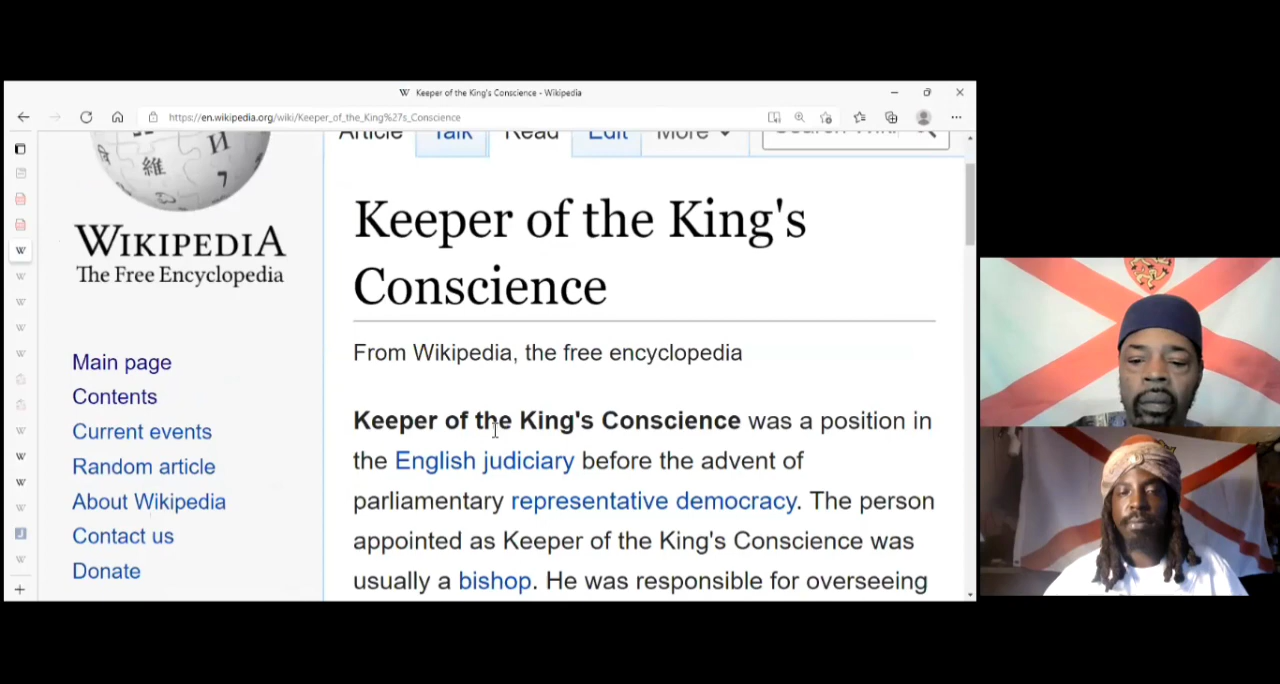 Keeper of the King's Conscience - Wikipedia
https://en.wikipedia.org/wiki/Keeper_of_the_King%27s_Conscience
Article Talk Read Edit More
維 И 7
WIKIPEDIA
The Free Encyclopedia
Main page
Contents
Current events
Random article
About Wikipedia
Contact us
Donate
Keeper of the King's
Conscience
From Wikipedia, the free encyclopedia
Keeper of the King's Conscience was a position in
the English judiciary before the advent of
parliamentary representative democracy. The person
appointed as Keeper of the King's Conscience was
usually a bishop. He was responsible for overseeing